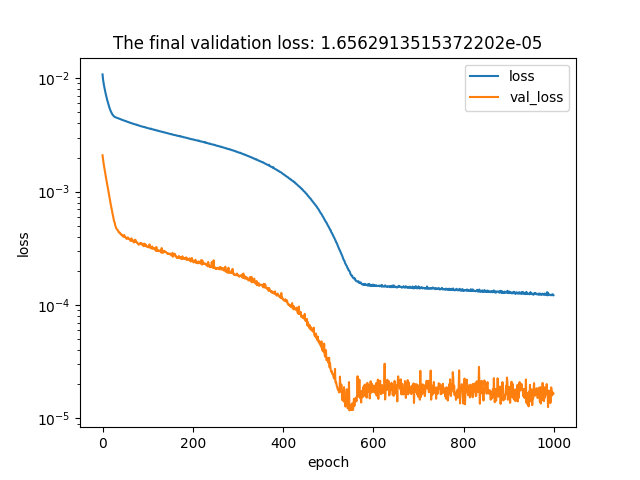 The final validation loss: 1.6562913515372202e-05
loss
val_loss
10⁻²
10⁻³
10⁻⁴
10⁻⁵
loss
0 200 400 600 800 1000
epoch